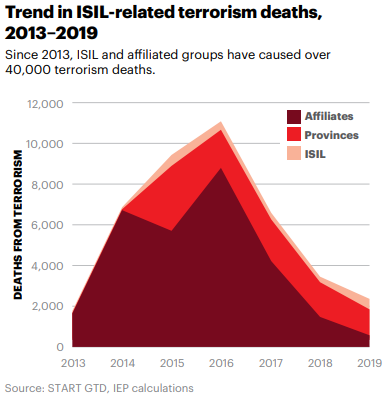 Trend in ISIL-related terrorism deaths,
2013–2019
Since 2013, ISIL and affiliated groups have caused over
40,000 terrorism deaths.
12,000
10,000
8,000
6,000
4,000
2,000
0
DEATHS FROM TERRORISM
Affiliates
Provinces
ISIL
2013 2014 2015 2016 2017 2018 2019
Source: START GTD, IEP calculations